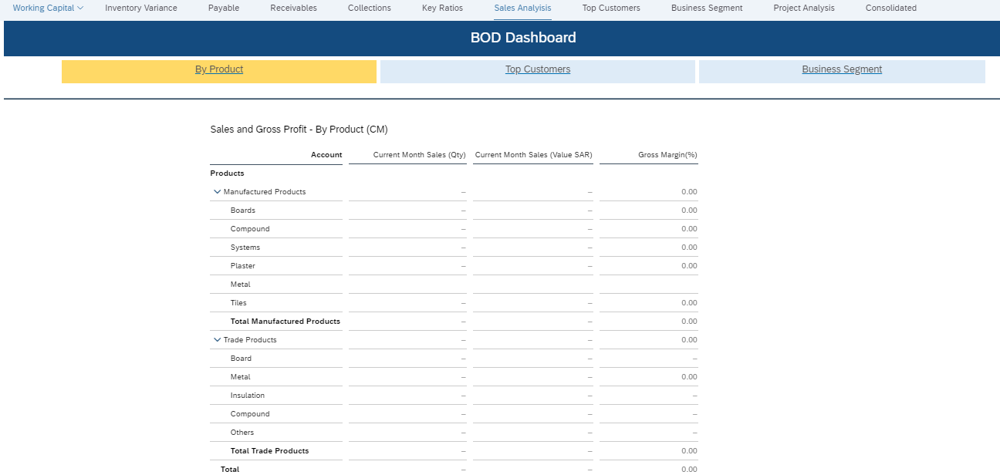 Working Capital Inventory Variance Payable Receivables Collections Key Ratios Sales Analyisis Top Customers Business Segment Project Analysis Consolidated
BOD Dashboard
By Product Top Customers Business Segment
Sales and Gross Profit - By Product (CM)
Account Current Month Sales (Qty) Current Month Sales (Value SAR) Gross Margin(%)
Products
Manufactured Products – – 0.00
Boards – – 0.00
Compound – – 0.00
Systems – – 0.00
Plaster – – 0.00
Metal
Tiles – – 0.00
Total Manufactured Products – – 0.00
Trade Products – – 0.00
Board – – –
Metal – – 0.00
Insulation – – –
Compound – – –
Others – – –
Total Trade Products – – 0.00
Total – – 0.00